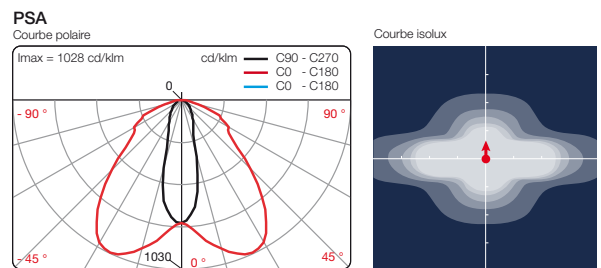 PSA
Courbe polaire
Imax = 1028 cd/klm
cd/klm
C90 - C270
C0 - C180
C0 - C180
0
- 90 °
90 °
- 45 °
1030
0 °
45 °
Courbe isolux